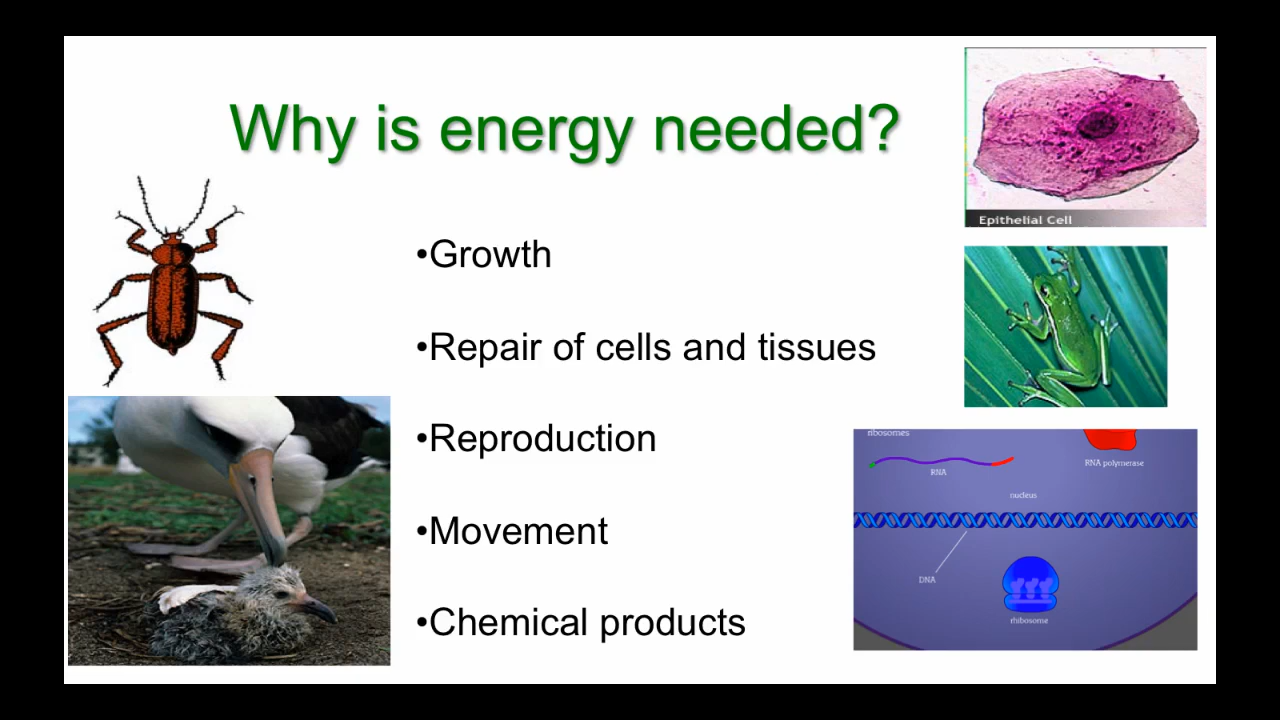 Why is energy needed?
•Growth
•Repair of cells and tissues
•Reproduction
•Movement
•Chemical products
Epithelial Cell
ribosomes
RNA
RNA polymerase
nucleus
DNA
rhibosome